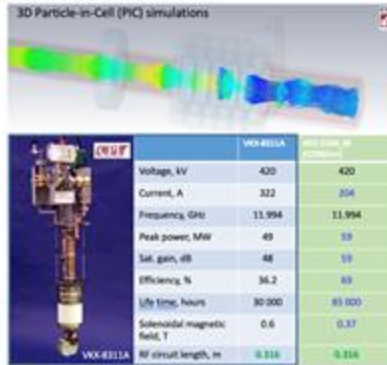 3D Particle-in-Cell (PIC) simulations
VKX-8311A
Voltage, kV 420 420
Current, A 322 204
Frequency, GHz 11.994 11.994
Peak power, MW 49 59
Sat. gain, dB 48 59
Efficiency, % 36.2 69
Life time, hours 30 000 85 000
Solenoidal magnetic field, T 0.6 0.37
RF circuit length, m 0.316 0.316
VKX-8311A